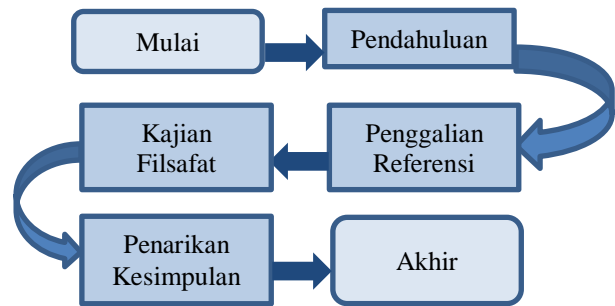 Mulai
Pendahuluan
Penggalian
Referensi
Kajian
Filsafat
Penarikan
Kesimpulan
Akhir